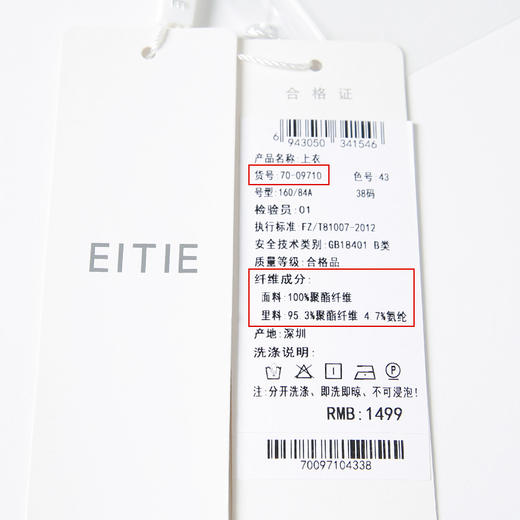 EITIE
合格证
6 943050 341546
产品名称 上衣
货号:70-09710 色号:43
号型:160/84A 38码
检验员:01
执行标准:FZ/T81007-2012
安全技术类别:GB18401 B类
质量等级:合格品
纤维成分:
面料:100%聚酯纤维
里料:95.3%聚酯纤维 4.7%氨纶
产地:深圳
洗涤说明:
P
注:分开洗涤、即洗即晾、不可浸泡!
RMB:1499
70097104338